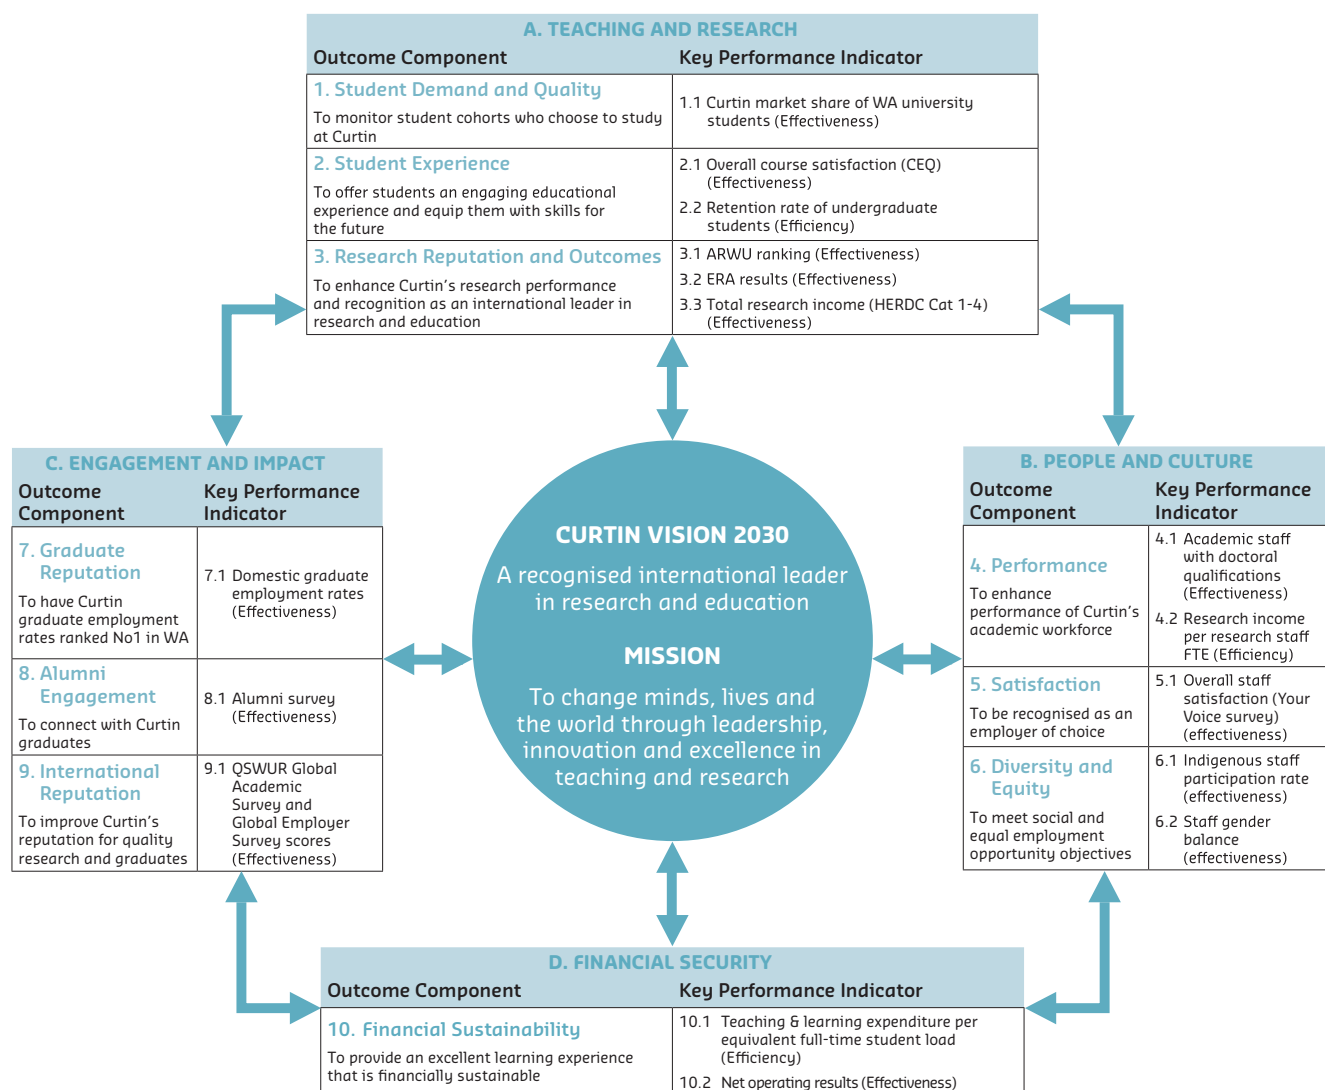 A. TEACHING AND RESEARCH
Outcome Component
Key Performance Indicator
1. Student Demand and Quality
To monitor student cohorts who choose to study
at Curtin
1.1 Curtin market share of WA university
students (Effectiveness)
2. Student Experience
To offer students an engaging educational
experience and equip them with skills for
the future
2.1 Overall course satisfaction (CEQ)
(Effectiveness)
2.2 Retention rate of undergraduate
students (Efficiency)
3. Research Reputation and Outcomes
To enhance Curtin's research performance
and recognition as an international leader in
research and education
3.1 ARWU ranking (Effectiveness)
3.2 ERA results (Effectiveness)
3.3 Total research income (HERDC Cat 1-4)
(Effectiveness)
C. ENGAGEMENT AND IMPACT
Outcome
Component
Key Performance
Indicator
7. Graduate
Reputation
To have Curtin
graduate employment
rates ranked No1 in WA
7.1 Domestic graduate
employment rates
(Effectiveness)
8. Alumni
Engagement
To connect with Curtin
graduates
8.1 Alumni survey
(Effectiveness)
9. International
Reputation
To improve Curtin's
reputation for quality
research and graduates
9.1 QSWUR Global
Academic
Survey and
Global Employer
Survey scores
(Effectiveness)
CURTIN VISION 2030
A recognised international leader
in research and education
MISSION
To change minds, lives and
the world through leadership,
innovation and excellence in
teaching and research
B. PEOPLE AND CULTURE
Outcome
Component
Key Performance
Indicator
4. Performance
To enhance
performance of Curtin's
academic workforce
4.1 Academic staff
with doctoral
qualifications
(Effectiveness)
4.2 Research income
per research staff
FTE (Efficiency)
5. Satisfaction
To be recognised as an
employer of choice
5.1 Overall staff
satisfaction (Your
Voice survey)
(effectiveness)
6. Diversity and
Equity
To meet social and
equal employment
opportunity objectives
6.1 Indigenous staff
participation rate
(effectiveness)
6.2 Staff gender
balance
(effectiveness)
D. FINANCIAL SECURITY
Outcome Component
Key Performance Indicator
10. Financial Sustainability
To provide an excellent learning experience
that is financially sustainable
10.1 Teaching & learning expenditure per
equivalent full-time student load
(Efficiency)
10.2 Net operating results (Effectiveness)